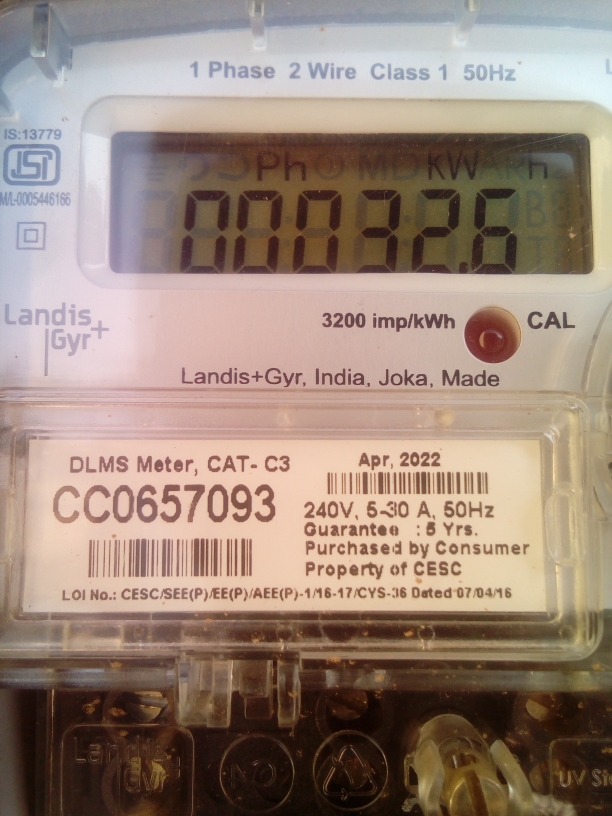 1 Phase 2 Wire Class 1 50Hz
IS:13779
ISI
M/L-0005446166
Ph KWh
00032.6
Landis
Gyr+
3200 imp/kWh CAL
Landis+Gyr, India, Joka, Made
DLMS Meter, CAT- C3
Apr, 2022
CC0657093
240V, 5-30 A, 50Hz
Guarantee : 5 Yrs.
Purchased by Consumer
Property of CESC
LOI No.: CESC/SEE(P)/EE(P)/AEE(P)-1/16-17/CYS-36 Dated 07/04/16
Landis
Gyr
UV